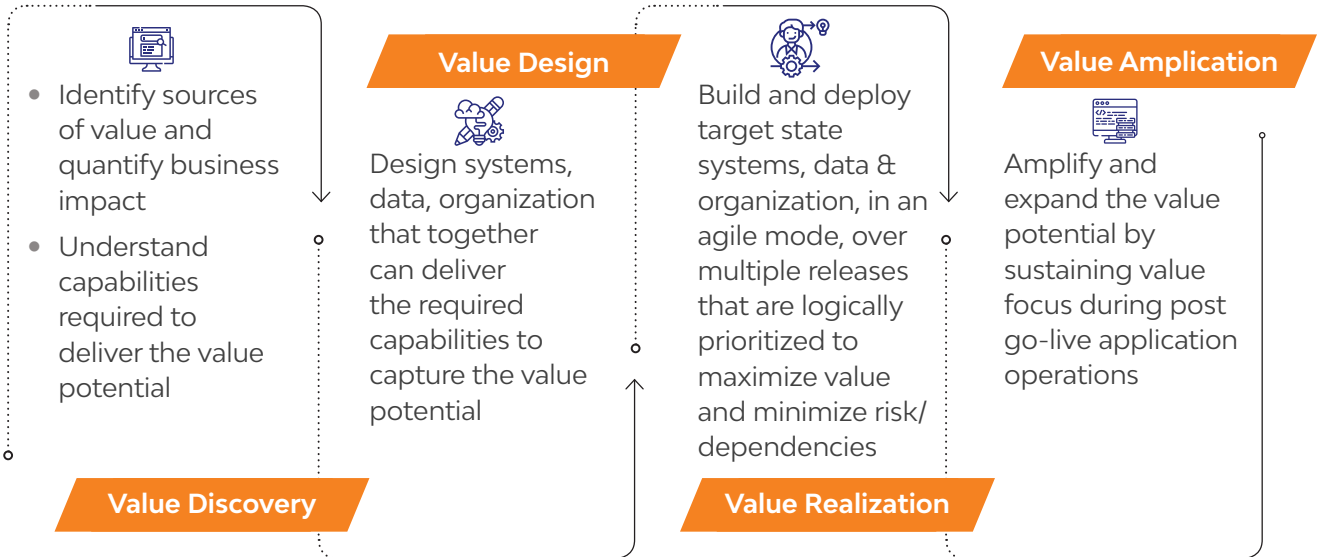 • Identify sources
of value and
quantify business
impact
• Understand
capabilities
required to
deliver the value
potential
Value Discovery
Value Design
Design systems,
data, organization
that together
can deliver
the required
capabilities to
capture the value
potential
Build and deploy
target state
systems, data &
organization, in an
agile mode, over
multiple releases
that are logically
prioritized to
maximize value
and minimize risk/
dependencies
Value Realization
Value Amplication
Amplify and
expand the value
potential by
sustaining value
focus during post
go-live application
operations